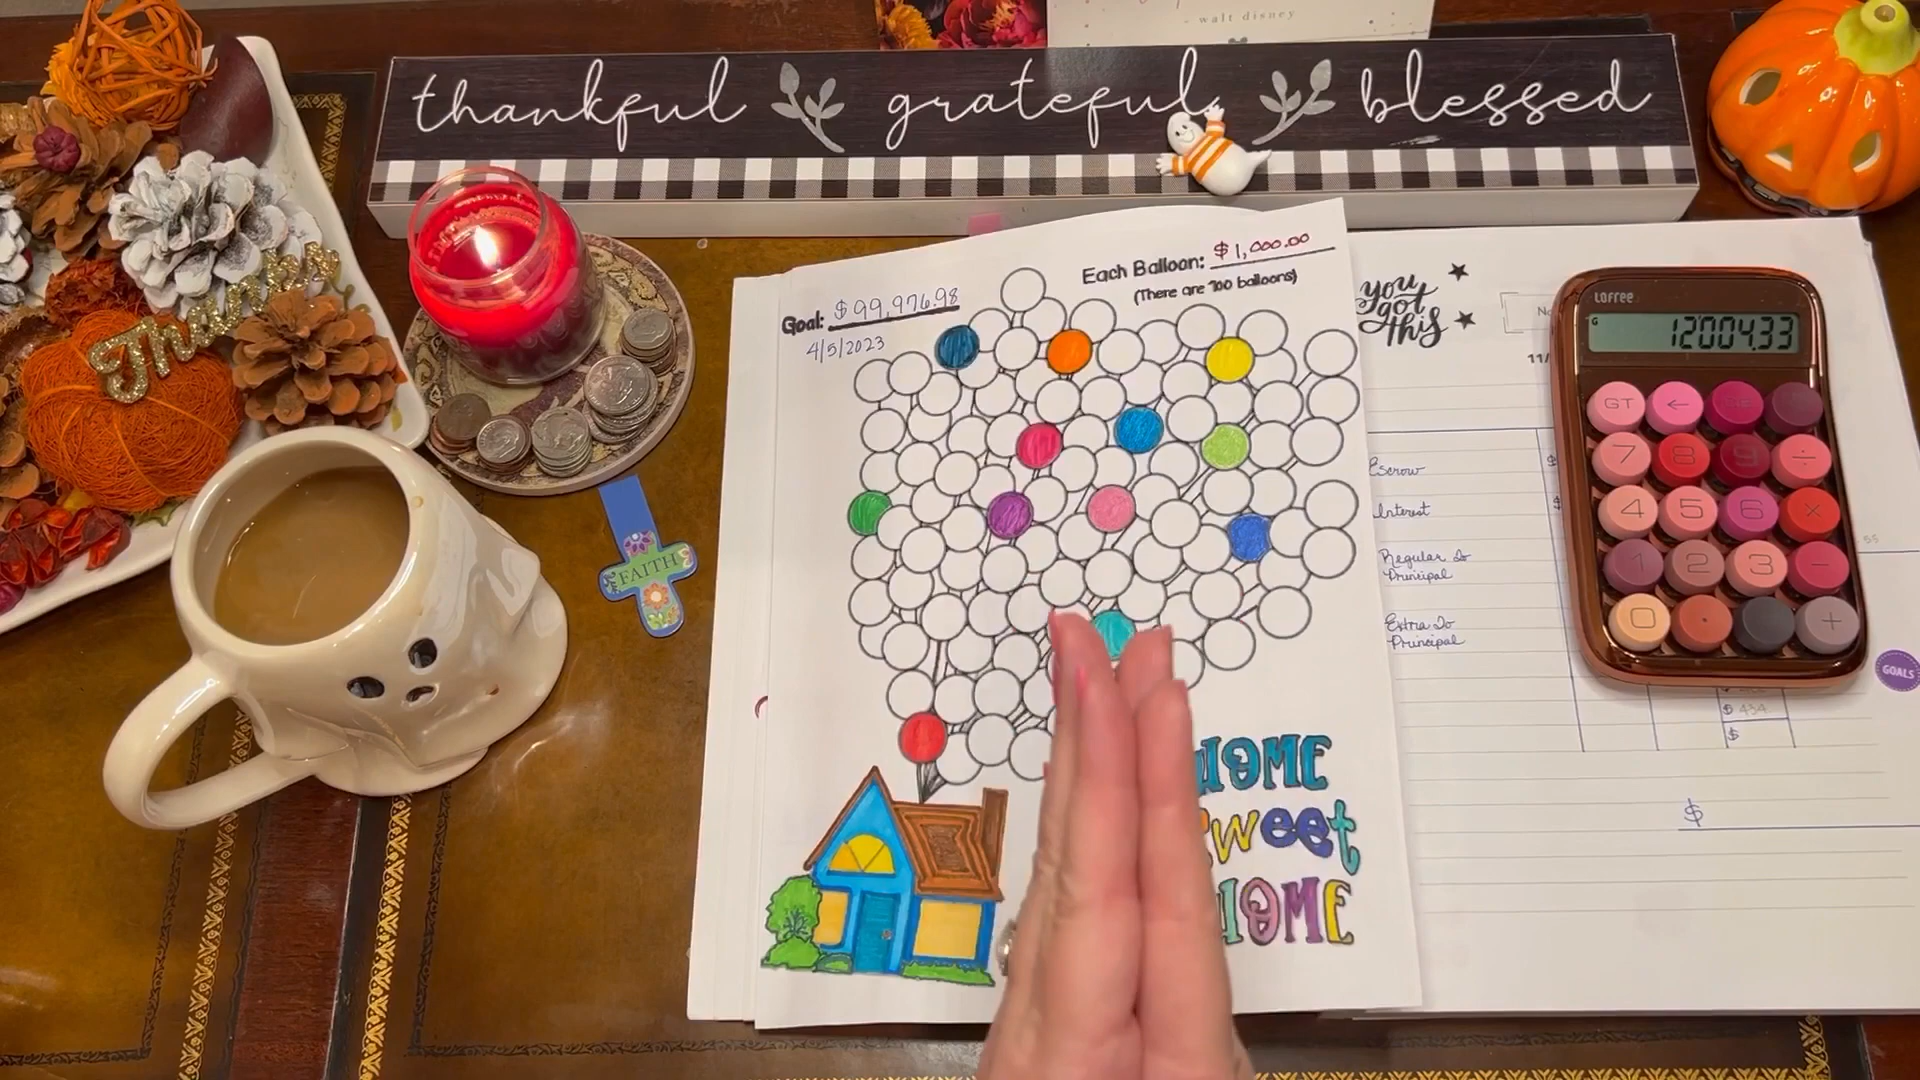 - walt disney
thankful grateful blessed
Thankful
FAITH
Goal: $99,976.98
4/5/2023
Each Balloon: $1,000.00
(There are 100 balloons)
HOME
sweet
HOME
you
got
this
11/
Escrow $
Interest $
Regular To
Principal
Extra To
Principal
$ 434
$
$
55
GOALS
lofree
G
12004.33
GT ←
7 8 9 ÷
4 5 6 ×
1 2 3 −
0 . +